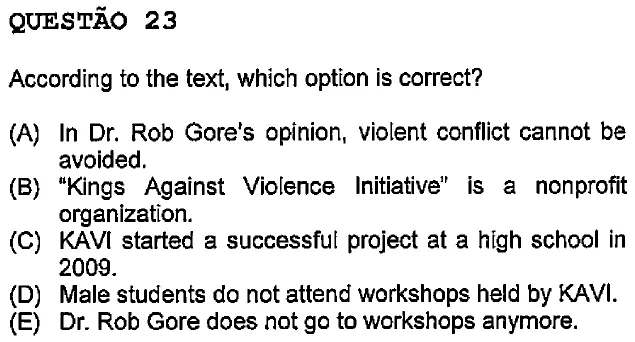 QUESTÃO 23
According to the text, which option is correct?
(A) In Dr. Rob Gore's opinion, violent conflict cannot be
avoided.
(B) "Kings Against Violence Initiative" is a nonprofit
organization.
(C) KAVI started a successful project at a high school in
2009.
(D) Male students do not attend workshops held by KAVI.
(E) Dr. Rob Gore does not go to workshops anymore.